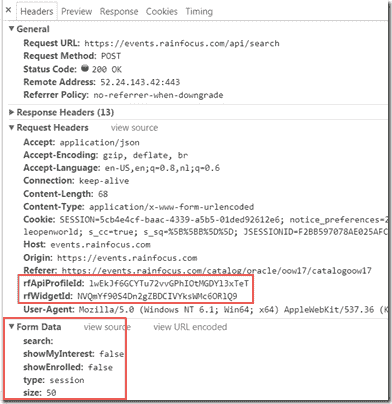 × Headers Preview Response Cookies Timing
▼ General
Request URL: https://events.rainfocus.com/api/search
Request Method: POST
Status Code: 200 OK
Remote Address: 52.24.143.42:443
Referrer Policy: no-referrer-when-downgrade
► Response Headers (13)
▼ Request Headers view source
Accept: application/json
Accept-Encoding: gzip, deflate, br
Accept-Language: en-US,en;q=0.8,nl;q=0.6
Connection: keep-alive
Content-Length: 68
Content-Type: application/x-www-form-urlencoded
Cookie: SESSION=5cb4e4cf-baac-4339-a5b5-01ded92612e6; notice_preferences=2
leopenworld; s_cc=true; s_sq=%5B%5BB%5D%5D; JSESSIONID=F2BB597078AE025AFC
Host: events.rainfocus.com
Origin: https://events.rainfocus.com
Referer: https://events.rainfocus.com/catalog/oracle/oow17/catalogoow17
rfApiProfileId: lwEkJf6GCYTu72vvGPhIOtMGDYl3xTeT
rfWidgetId: NVQmYf90S4Dn2gZBDCIVYksWMc6ORlQ9
User-Agent: Mozilla/5.0 (Windows NT 6.1; Win64; x64) AppleWebKit/537.36 (K
▼ Form Data view source view URL encoded
search:
showMyInterest: false
showEnrolled: false
type: session
size: 50